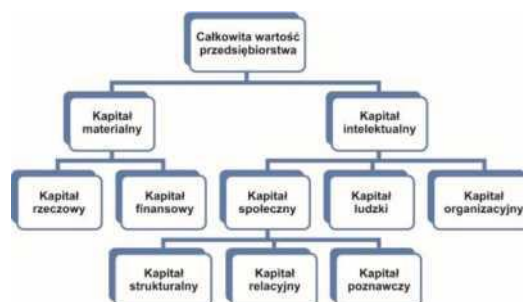 Całkowita wartość
przedsiębiorstwa
Kapitał
materialny
Kapitał
intelektualny
Kapitał
rzeczowy
Kapitał
finansowy
Kapitał
społeczny
Kapitał
ludzki
Kapitał
organizacyjny
Kapitał
strukturalny
Kapitał
relacyjny
Kapitał
poznawczy